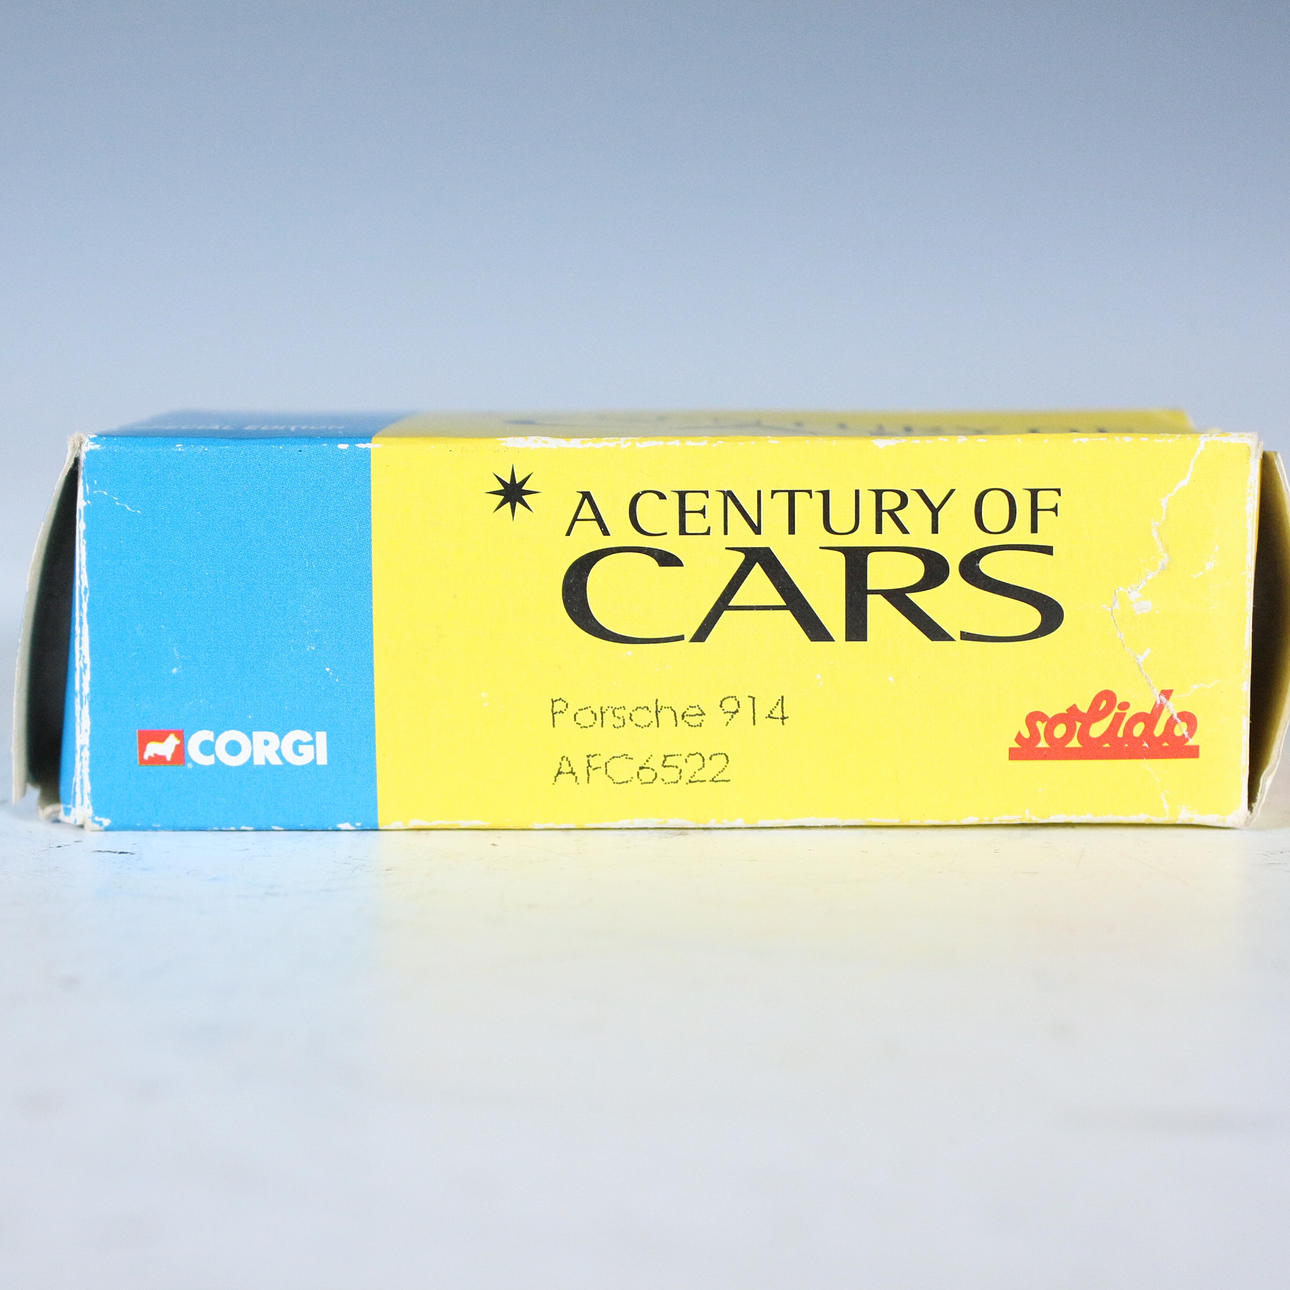 A CENTURY OF
CARS
Porsche 914
AFC6522
CORGI
solido